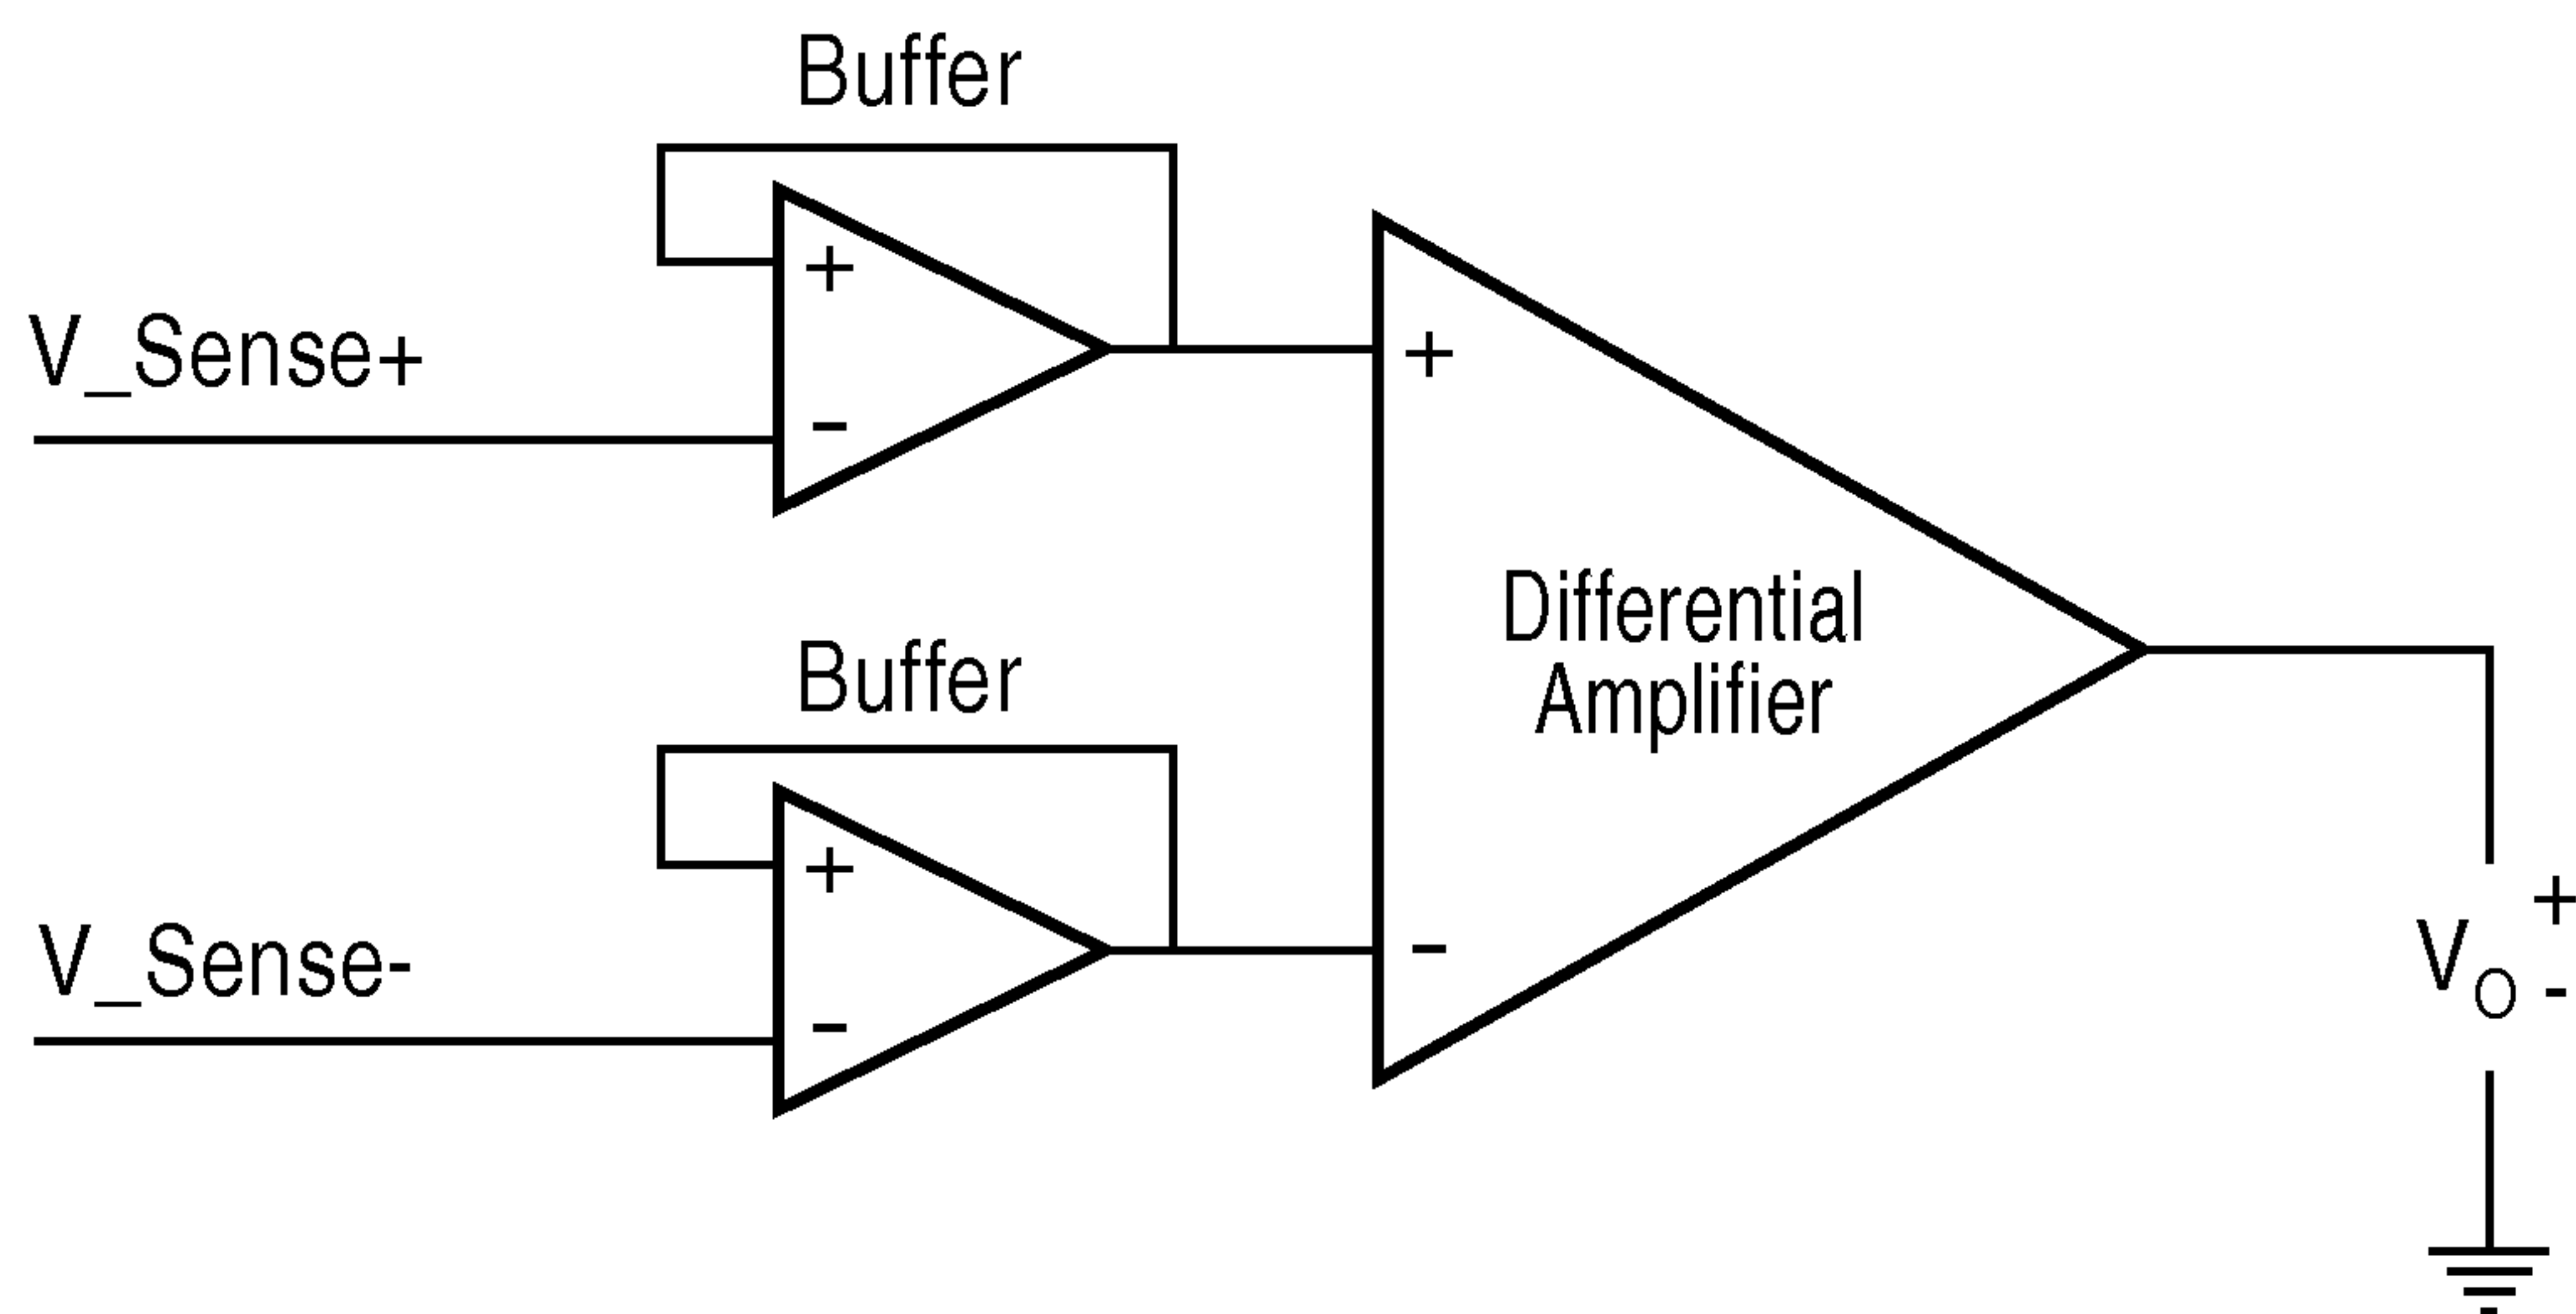 Buffer
+
V_Sense+
-
+
Differential
Amplifier
Buffer
+
V_Sense-
-
-
+
VO
-